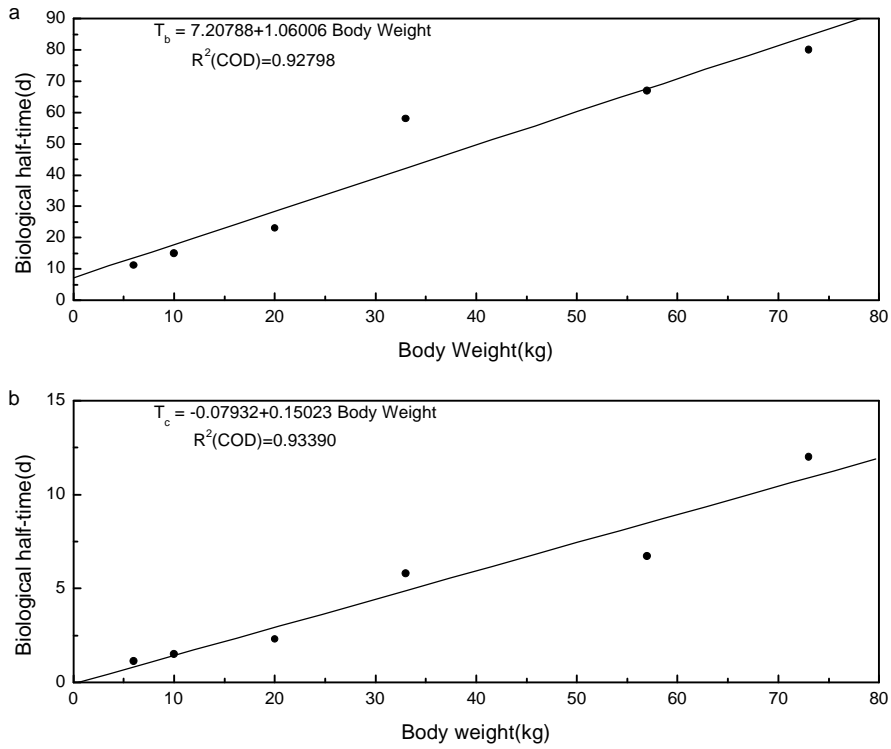 a
T_b = 7.20788+1.06006 Body Weight
R²(COD)=0.92798
Biological half-time(d)
90
80
70
60
50
40
30
20
10
0
0 10 20 30 40 50 60 70 80
Body Weight(kg)
b
T_c = -0.07932+0.15023 Body Weight
R²(COD)=0.93390
Biological half-time(d)
15
10
5
0
0 10 20 30 40 50 60 70 80
Body weight(kg)